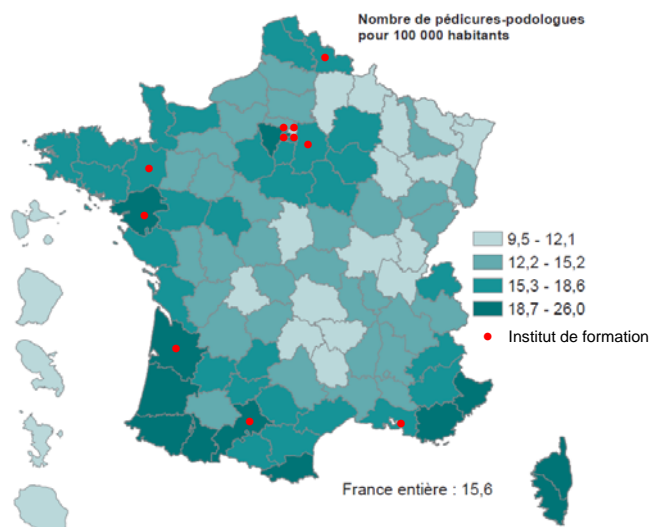 Nombre de pédicures-podologues
pour 100 000 habitants
9,5 - 12,1
12,2 - 15,2
15,3 - 18,6
18,7 - 26,0
Institut de formation
France entière : 15,6